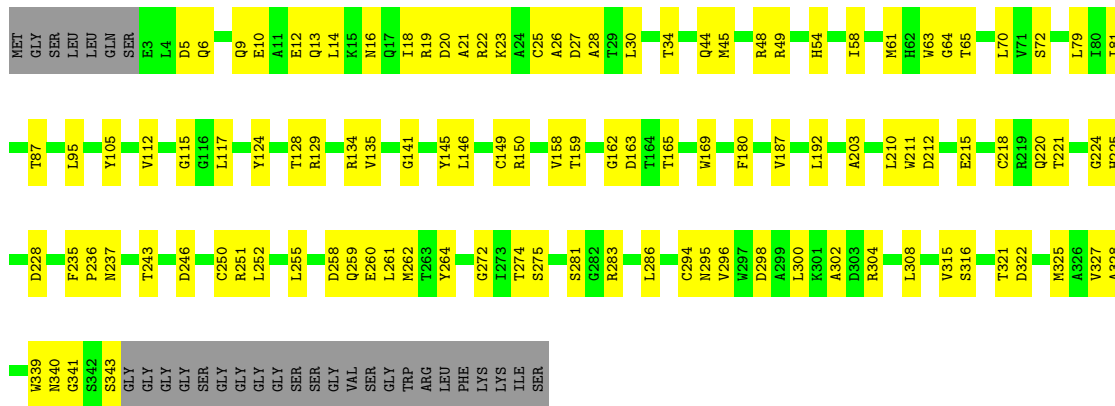 MET GLY SER LEU LEU GLN SER E3 L4 D5 Q6 Q9 E10 A11 E12 Q13 L14 K15 N16 Q17 I18 R19 D20 A21 R22 K23 A24 C25 A26 D27 A28 T29 L30 T34 Q44 M45 R48 R49 H54 I58 M61 H62 W63 G64 T65 L70 V71 S72 L79 I80 I81
T87 L95 Y105 V112 G115 G116 L117 Y124 T128 R129 R134 V135 G141 Y145 L146 C149 R150 V158 T159 G162 D163 T164 T165 W169 F180 V187 L192 A203 L210 W211 D212 E215 C218 R219 Q220 T221 G224 H225
D228 F235 P236 N237 T243 D246 C250 R251 L252 L255 D258 Q259 E260 L261 M262 T263 Y264 G272 I273 T274 S275 S281 G282 R283 L286 C294 N295 V296 W297 D298 A299 L300 K301 A302 D303 R304 L308 V315 S316 T321 D322 M325 A326 V327 A328
W339 N340 G341 S342 S343 GLY GLY GLY GLY SER GLY GLY GLY SER SER GLY VAL SER GLY TRP ARG LEU PHE LYS LYS ILE SER